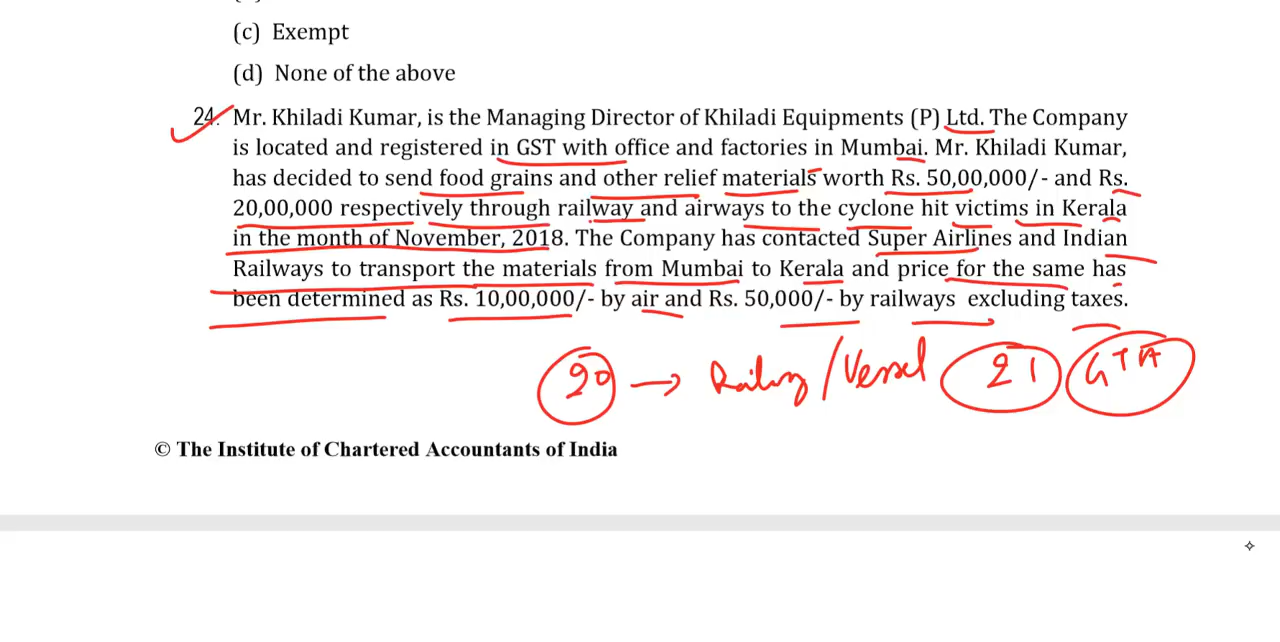 (c) Exempt
(d) None of the above
24. Mr. Khiladi Kumar, is the Managing Director of Khiladi Equipments (P) Ltd. The Company
is located and registered in GST with office and factories in Mumbai. Mr. Khiladi Kumar,
has decided to send food grains and other relief materials worth Rs. 50,00,000/- and Rs.
20,00,000 respectively through railway and airways to the cyclone hit victims in Kerala
in the month of November, 2018. The Company has contacted Super Airlines and Indian
Railways to transport the materials from Mumbai to Kerala and price for the same has
been determined as Rs. 10,00,000/- by air and Rs. 50,000/- by railways excluding taxes.
20 → Railway / Vessel 21 GTA
© The Institute of Chartered Accountants of India